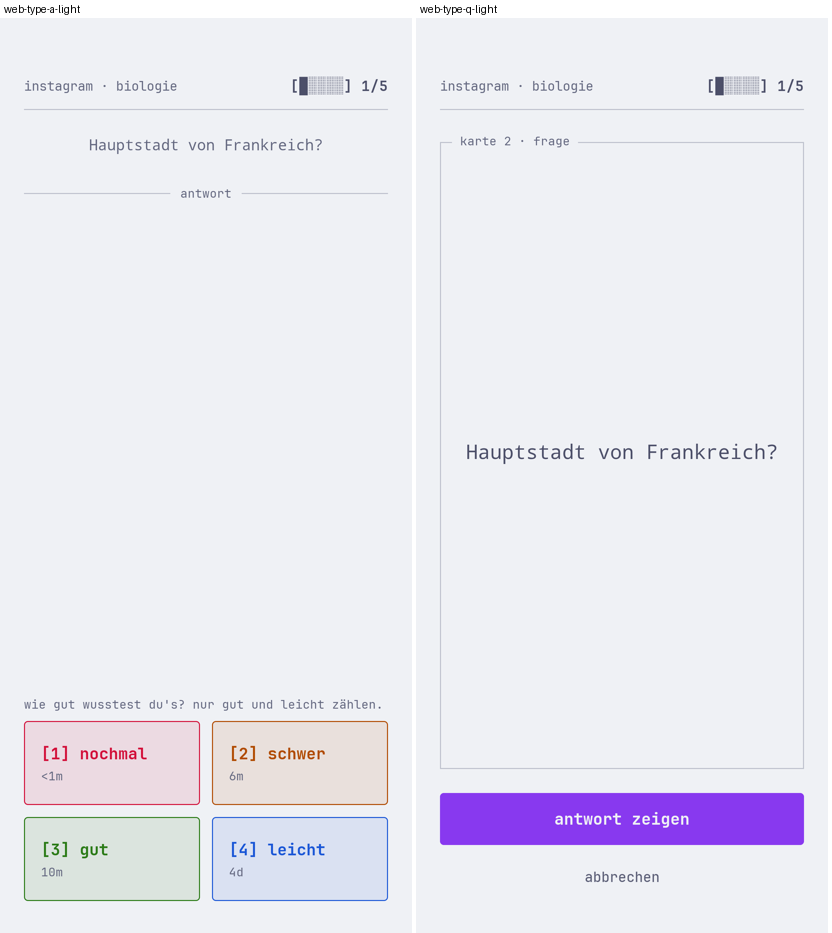 web-type-a-light
instagram · biologie
[█░░░░] 1/5
Hauptstadt von Frankreich?
antwort
wie gut wusstest du's? nur gut und leicht zählen.
[1] nochmal
<1m
[2] schwer
6m
[3] gut
10m
[4] leicht
4d
web-type-q-light
instagram · biologie
[█░░░░] 1/5
karte 2 · frage
Hauptstadt von Frankreich?
antwort zeigen
abbrechen